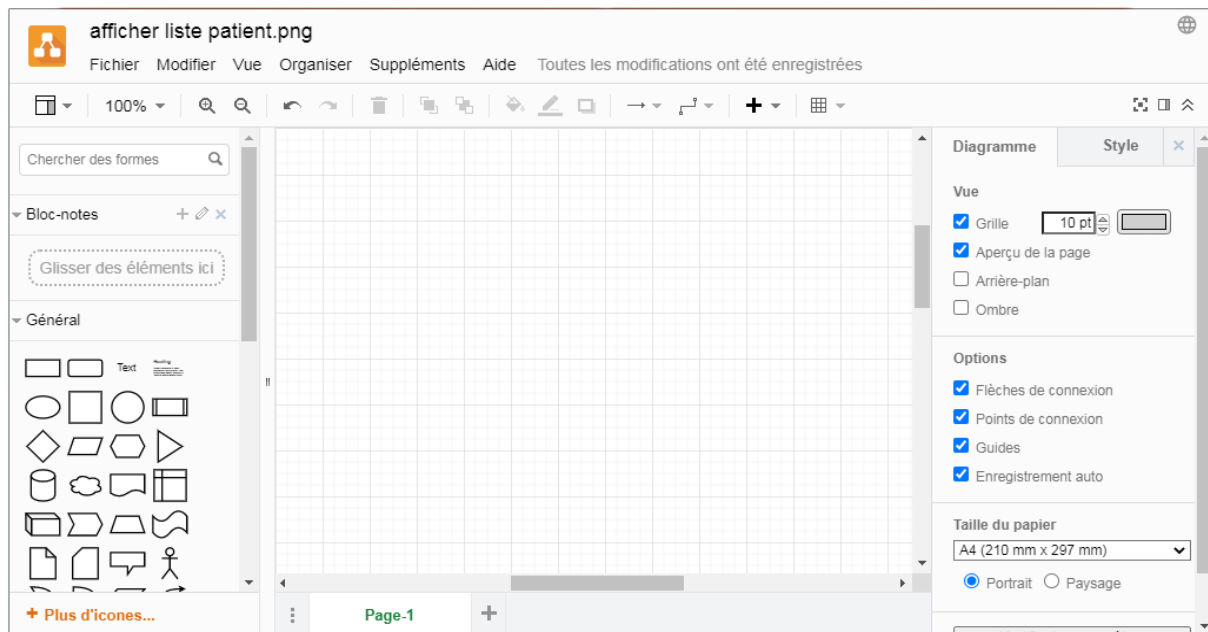 afficher liste patient.png
Fichier Modifier Vue Organiser Suppléments Aide Toutes les modifications ont été enregistrées
100%
Chercher des formes
Bloc-notes
Glisser des éléments ici
Général
Text
Heading
+ Plus d'icones...
Page-1
Diagramme Style
Vue
Grille 10 pt
Aperçu de la page
Arrière-plan
Ombre
Options
Flèches de connexion
Points de connexion
Guides
Enregistrement auto
Taille du papier
A4 (210 mm x 297 mm)
Portrait Paysage